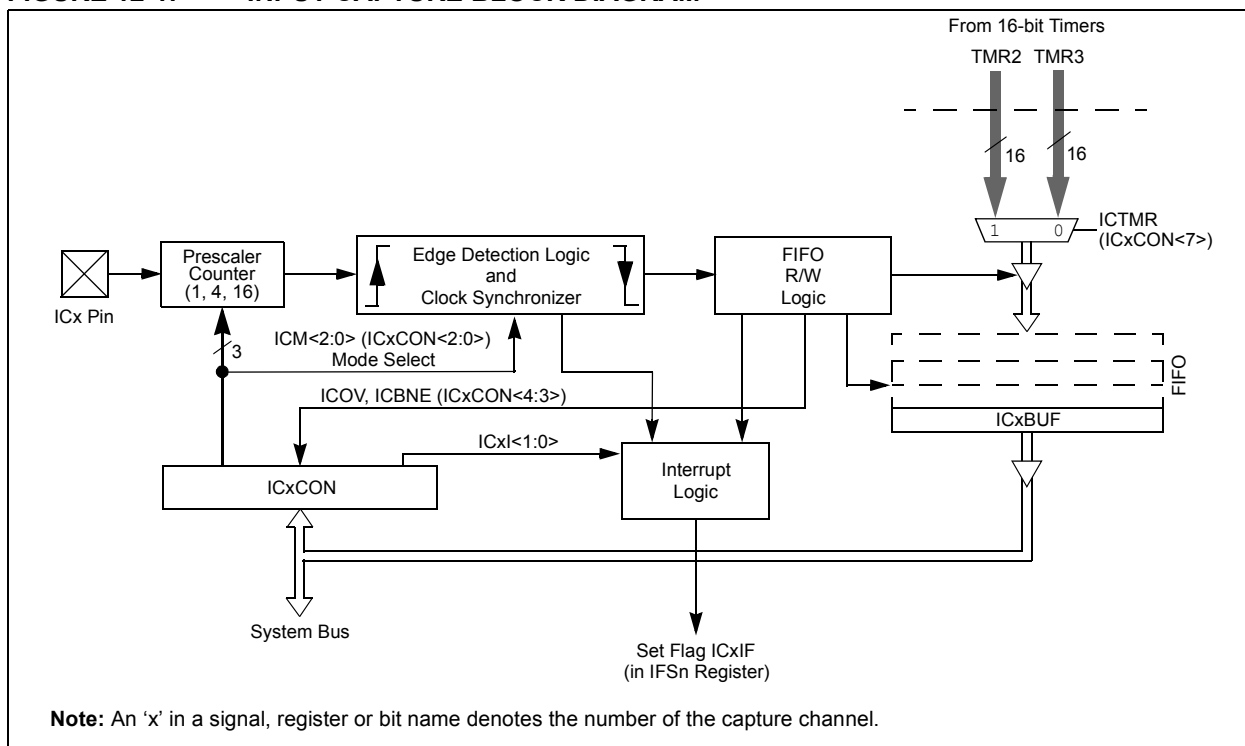 From 16-bit Timers
TMR2 TMR3
16 16
1 0
ICTMR
(ICxCON<7>)
Prescaler
Counter
(1, 4, 16)
Edge Detection Logic
and
Clock Synchronizer
FIFO
R/W
Logic
ICx Pin
3
ICM<2:0> (ICxCON<2:0>)
Mode Select
FIFO
ICOV, ICBNE (ICxCON<4:3>)
ICxBUF
ICxI<1:0>
Interrupt
Logic
ICxCON
System Bus
Set Flag ICxIF
(in IFSn Register)
Note: An ‘x’ in a signal, register or bit name denotes the number of the capture channel.